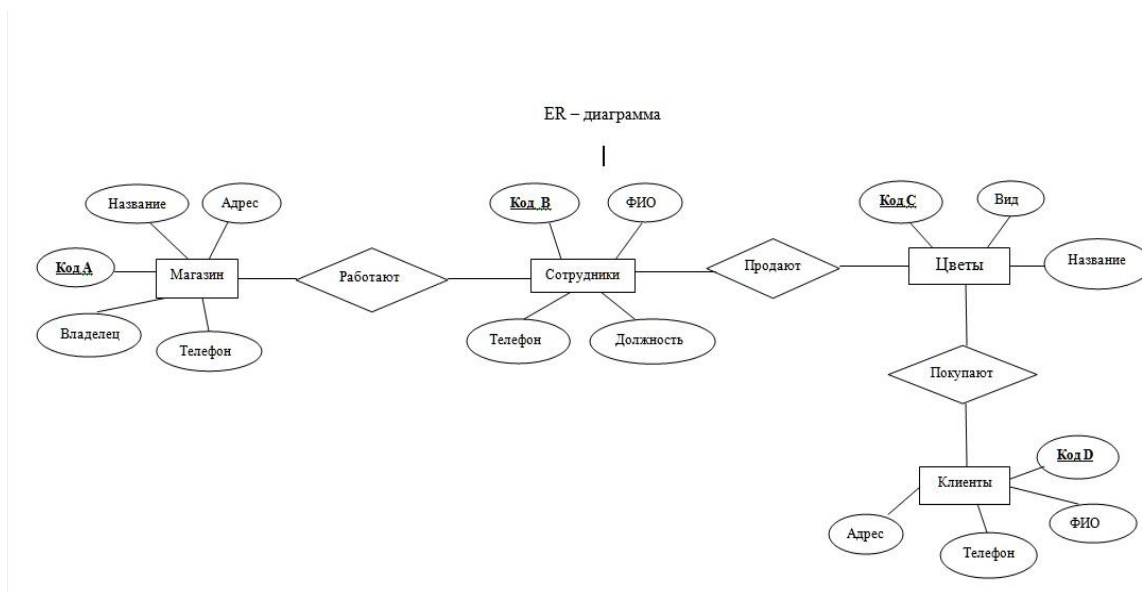 ER – диаграмма
Название
Адрес
Код A
Магазин
Владелец
Телефон
Работают
Код B
ФИО
Сотрудники
Телефон
Должность
Продают
Код С
Вид
Цветы
Название
Покупают
Код D
Клиенты
Адрес
Телефон
ФИО